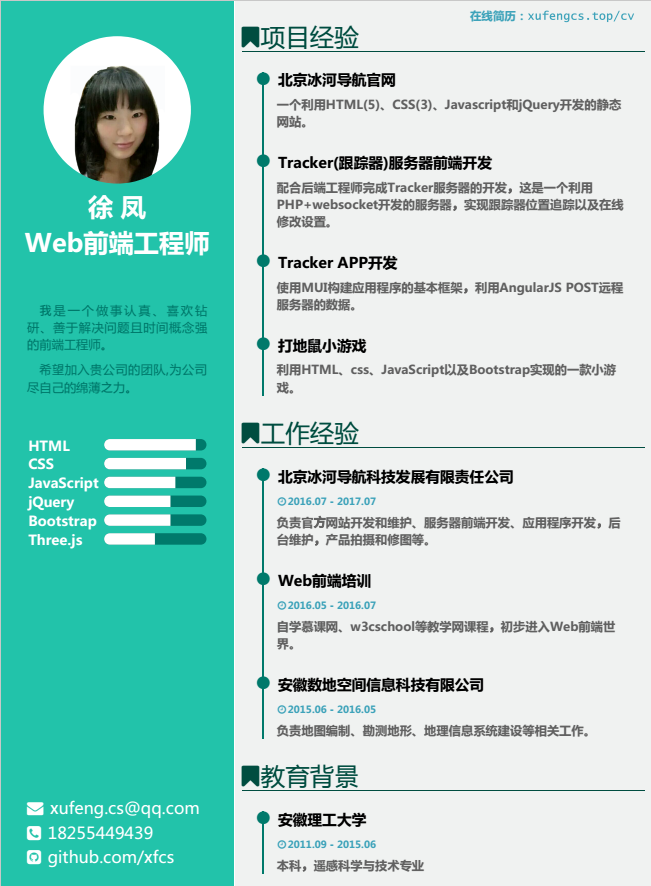 徐 凤
Web前端工程师
我是一个做事认真、喜欢钻
研、善于解决问题且时间概念强
的前端工程师。
希望加入贵公司的团队,为公司
尽自己的绵薄之力。
HTML
CSS
JavaScript
jQuery
Bootstrap
Three.js
xufeng.cs@qq.com
18255449439
github.com/xfcs
在线简历：xufengcs.top/cv
项目经验
北京冰河导航官网
一个利用HTML(5)、CSS(3)、Javascript和jQuery开发的静态
网站。
Tracker(跟踪器)服务器前端开发
配合后端工程师完成Tracker服务器的开发，这是一个利用
PHP+websocket开发的服务器，实现跟踪器位置追踪以及在线
修改设置。
Tracker APP开发
使用MUI构建应用程序的基本框架，利用AngularJS POST远程
服务器的数据。
打地鼠小游戏
利用HTML、css、JavaScript以及Bootstrap实现的一款小游
戏。
工作经验
北京冰河导航科技发展有限责任公司
2016.07 - 2017.07
负责官方网站开发和维护、服务器前端开发、应用程序开发，后
台维护，产品拍摄和修图等。
Web前端培训
2016.05 - 2016.07
自学慕课网、w3cschool等教学网课程，初步进入Web前端世
界。
安徽数地空间信息科技有限公司
2015.06 - 2016.05
负责地图编制、勘测地形、地理信息系统建设等相关工作。
教育背景
安徽理工大学
2011.09 - 2015.06
本科，遥感科学与技术专业